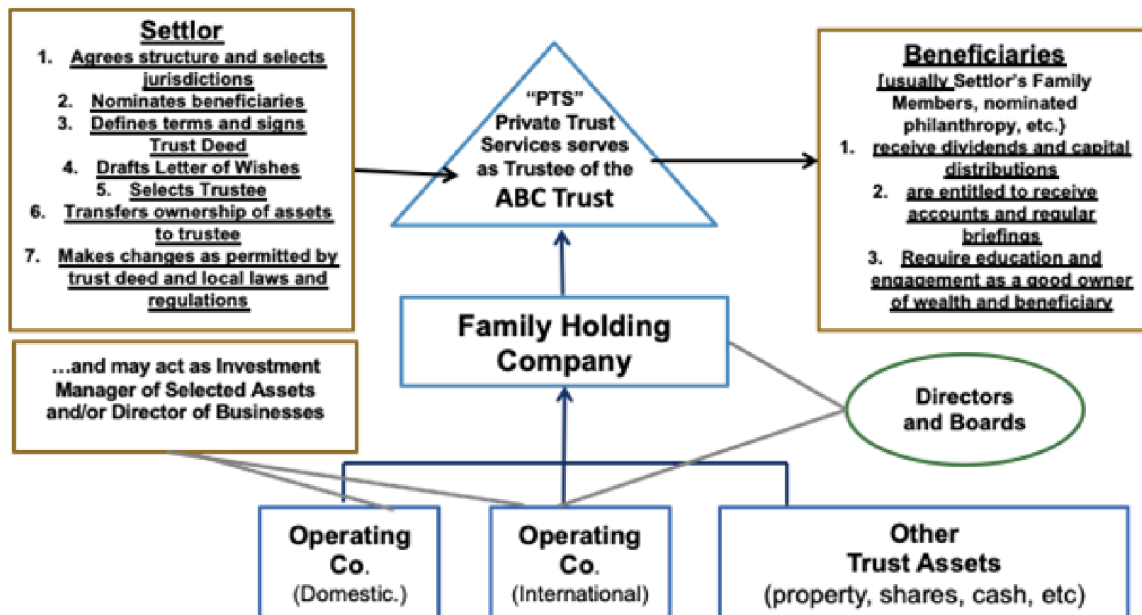 Settlor
1. Agrees structure and selects
jurisdictions
2. Nominates beneficiaries
3. Defines terms and signs
Trust Deed
4. Drafts Letter of Wishes
5. Selects Trustee
6. Transfers ownership of assets
to trustee
7. Makes changes as permitted by
trust deed and local laws and
regulations
…and may act as Investment
Manager of Selected Assets
and/or Director of Businesses
“PTS”
Private Trust
Services serves
as Trustee of the
ABC Trust
Beneficiaries
[usually Settlor's Family
Members, nominated
philanthropy, etc.}
1. receive dividends and capital
distributions
2. are entitled to receive
accounts and regular
briefings
3. Require education and
engagement as a good owner
of wealth and beneficiary
Family Holding
Company
Directors
and Boards
Operating
Co.
(Domestic.)
Operating
Co.
(International)
Other
Trust Assets
(property, shares, cash, etc)